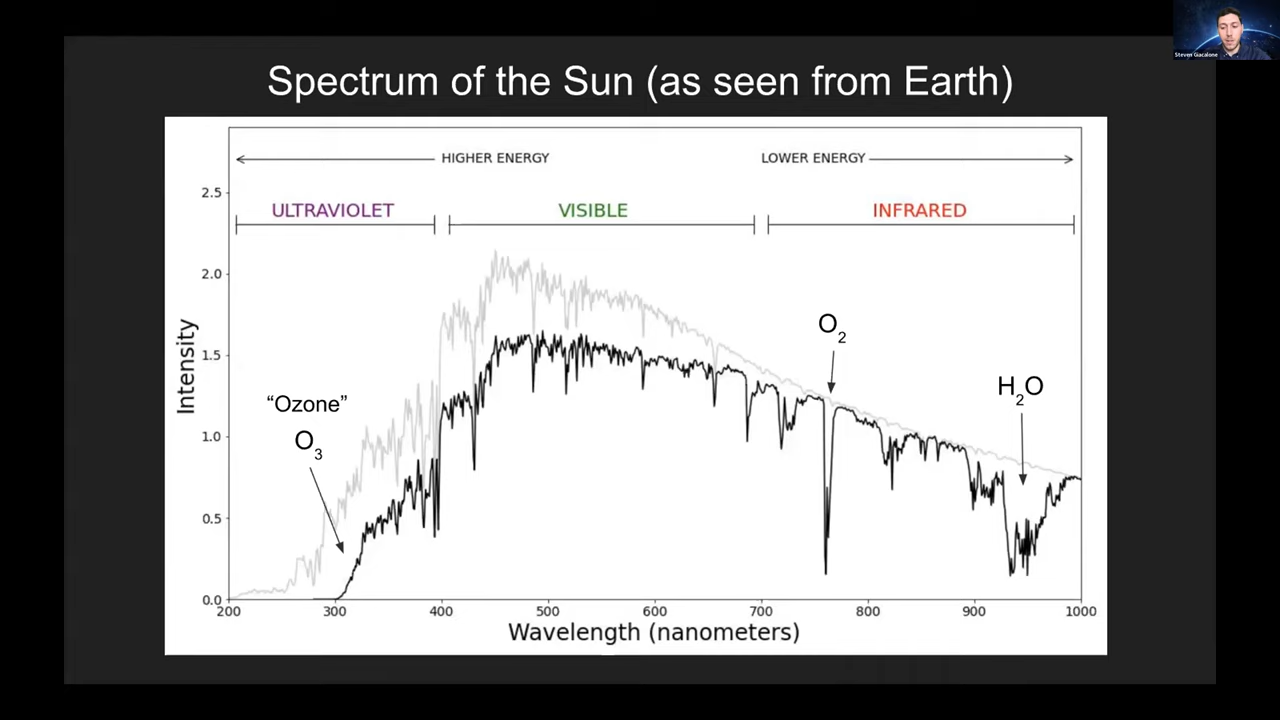 Steven Giacalone
Spectrum of the Sun (as seen from Earth)
HIGHER ENERGY
LOWER ENERGY
2.5
ULTRAVIOLET
VISIBLE
INFRARED
2.0
O₂
1.5
Intensity
H₂O
“Ozone”
O₃
1.0
0.5
0.0
200 300 400 500 600 700 800 900 1000
Wavelength (nanometers)